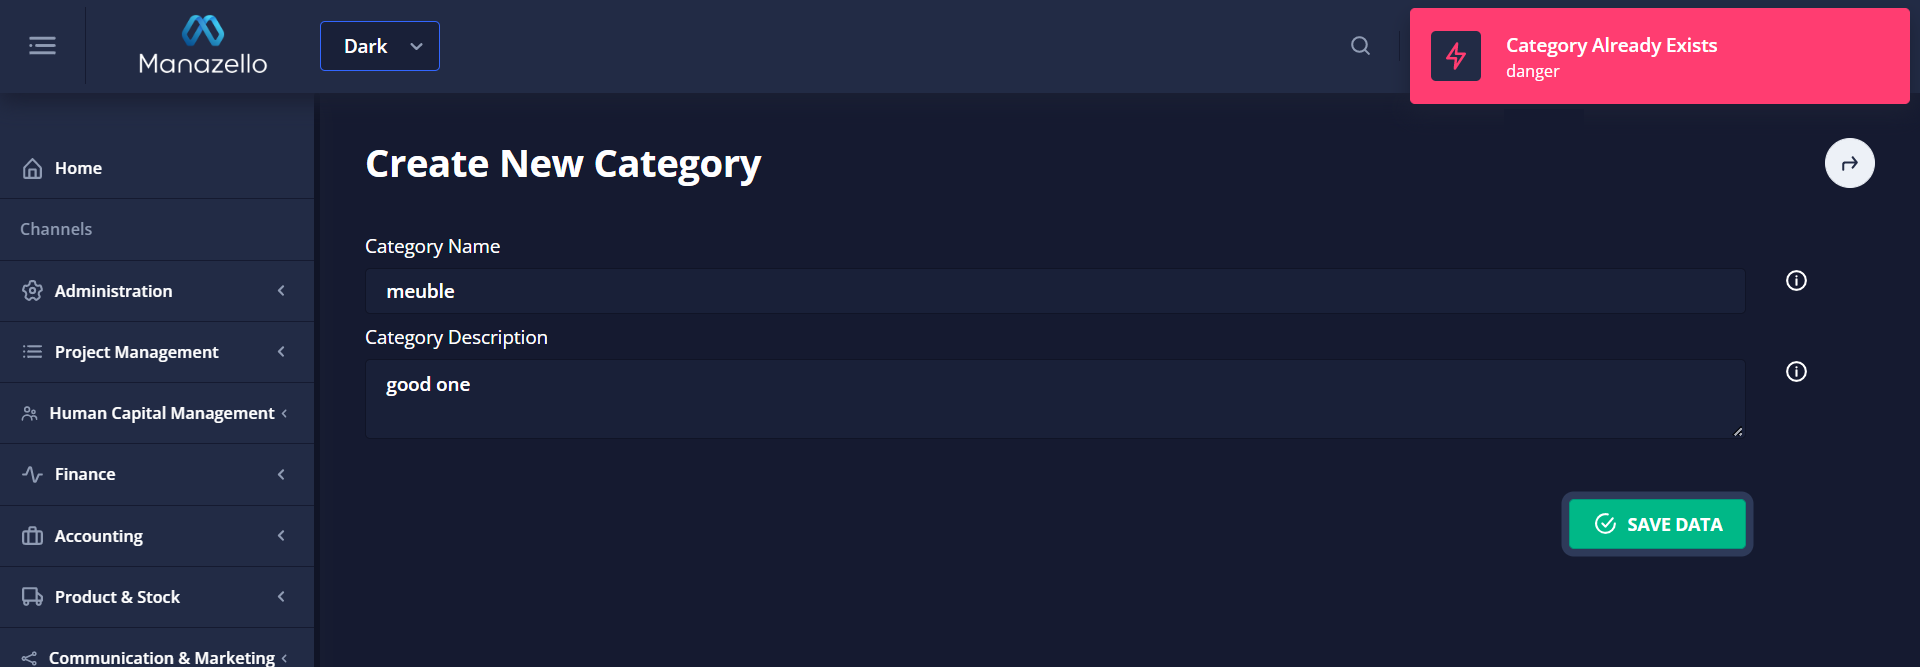 Manazello
Dark
Category Already Exists
danger
Home
Channels
Administration
Project Management
Human Capital Management
Finance
Accounting
Product & Stock
Communication & Marketing
Create New Category
Category Name
meuble
Category Description
good one
SAVE DATA